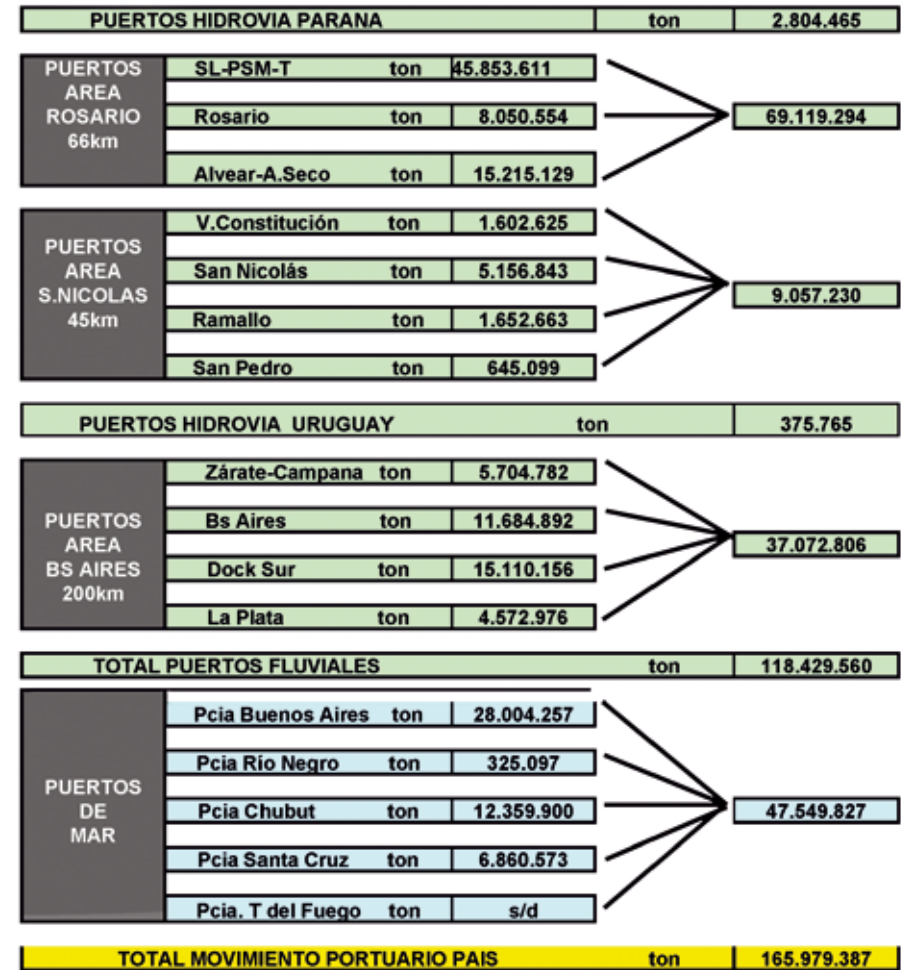 PUERTOS HIDROVIA PARANA ton 2.804.465
PUERTOS
AREA
ROSARIO
66km
SL-PSM-T ton 45.853.611
Rosario ton 8.050.554
Alvear-A.Seco ton 15.215.129
69.119.294
PUERTOS
AREA
S.NICOLAS
45km
V.Constitución ton 1.602.625
San Nicolás ton 5.156.843
Ramallo ton 1.652.663
San Pedro ton 645.099
9.057.230
PUERTOS HIDROVIA URUGUAY ton 375.765
PUERTOS
AREA
BS AIRES
200km
Zárate-Campana ton 5.704.782
Bs Aires ton 11.684.892
Dock Sur ton 15.110.156
La Plata ton 4.572.976
37.072.806
TOTAL PUERTOS FLUVIALES ton 118.429.560
PUERTOS
DE
MAR
Pcia Buenos Aires ton 28.004.257
Pcia Río Negro ton 325.097
Pcia Chubut ton 12.359.900
Pcia Santa Cruz ton 6.860.573
Pcia. T del Fuego ton s/d
47.549.827
TOTAL MOVIMIENTO PORTUARIO PAIS ton 165.979.387